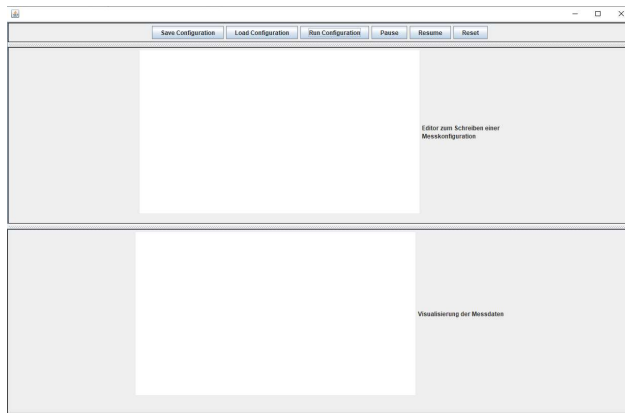 Save Configuration
Load Configuration
Run Configuration
Pause
Resume
Reset
Editor zum Schreiben einer
Messkonfiguration
Visualisierung der Messdaten